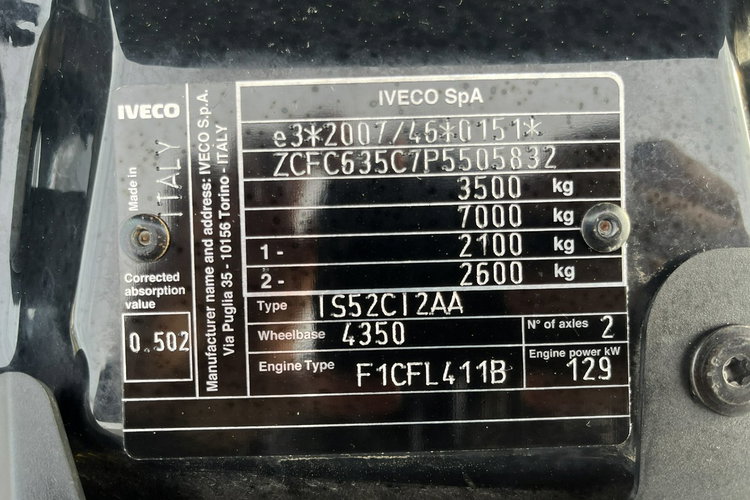 IVECO
Made in
ITALY
Corrected
absorption
value
0.502
Manufacturer name and address: IVECO S.p.A.
Via Puglia 35 - 10156 Torino - ITALY
IVECO SpA
e3*2007/46*0151*
ZCFC635C7P5505832
3500 kg
7000 kg
1- 2100 kg
2- 2600 kg
Type IS52CI2AA
Wheelbase 4350
N° of axles 2
Engine Type F1CFL411B
Engine power kW
129